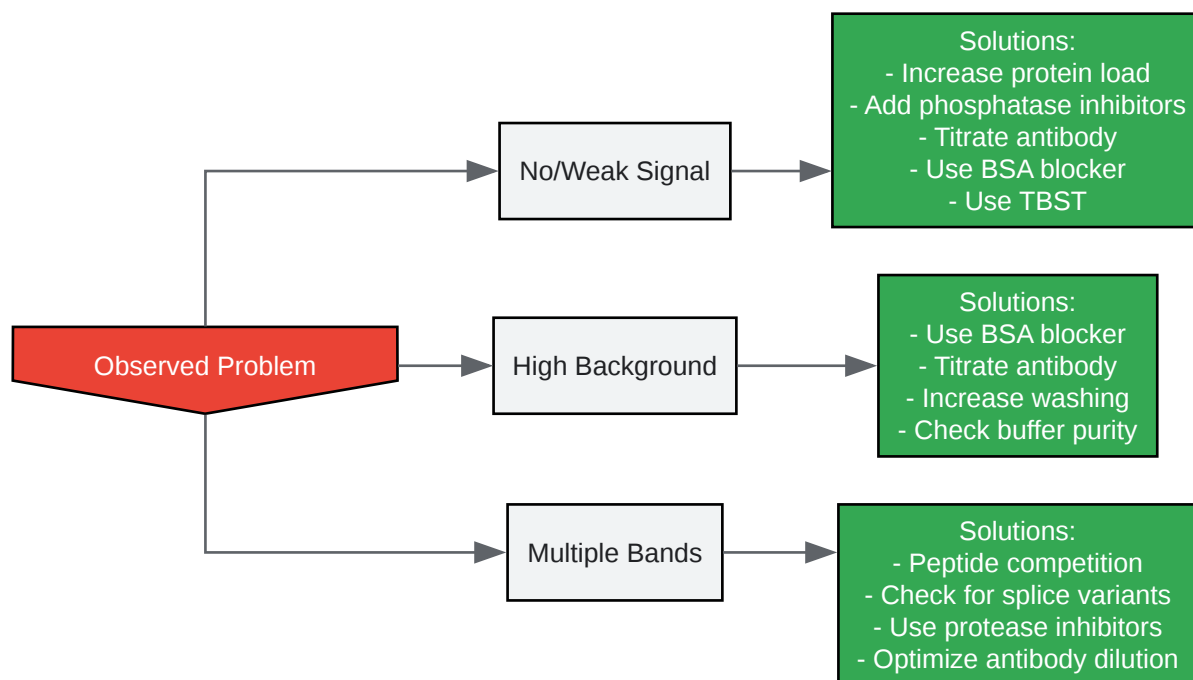 Observed Problem
No/Weak Signal
Solutions:
- Increase protein load
- Add phosphatase inhibitors
- Titrate antibody
- Use BSA blocker
- Use TBST
High Background
Solutions:
- Use BSA blocker
- Titrate antibody
- Increase washing
- Check buffer purity
Multiple Bands
Solutions:
- Peptide competition
- Check for splice variants
- Use protease inhibitors
- Optimize antibody dilution